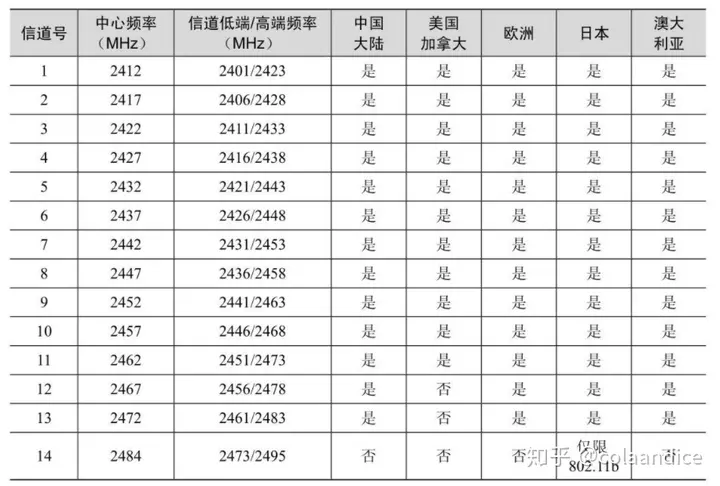 信道号 中心频率（MHz） 信道低端/高端频率（MHz） 中国大陆 美国加拿大 欧洲 日本 澳大利亚
1 2412 2401/2423 是 是 是 是 是
2 2417 2406/2428 是 是 是 是 是
3 2422 2411/2433 是 是 是 是 是
4 2427 2416/2438 是 是 是 是 是
5 2432 2421/2443 是 是 是 是 是
6 2437 2426/2448 是 是 是 是 是
7 2442 2431/2453 是 是 是 是 是
8 2447 2436/2458 是 是 是 是 是
9 2452 2441/2463 是 是 是 是 是
10 2457 2446/2468 是 是 是 是 是
11 2462 2451/2473 是 是 是 是 是
12 2467 2456/2478 是 否 是 是 是
13 2472 2461/2483 是 否 是 是 是
14 2484 2473/2495 否 否 否 仅限802.11b 否
知乎 @colaandice